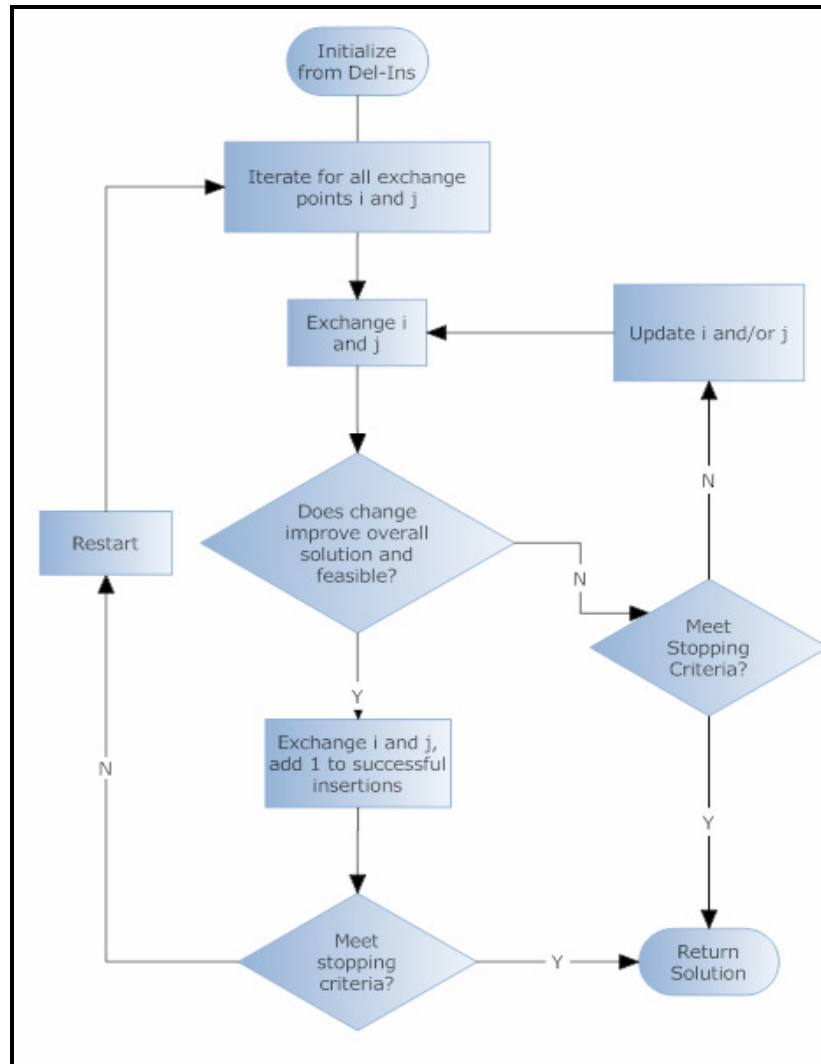 Initialize
from Del-Ins
Iterate for all exchange
points i and j
Exchange i
and j
Update i and/or j
N
Does change
improve overall
solution and
feasible?
Restart
N
Meet
Stopping
Criteria?
Y
Exchange i and j,
add 1 to successful
insertions
N
Y
Meet
stopping
criteria?
Y
Return
Solution